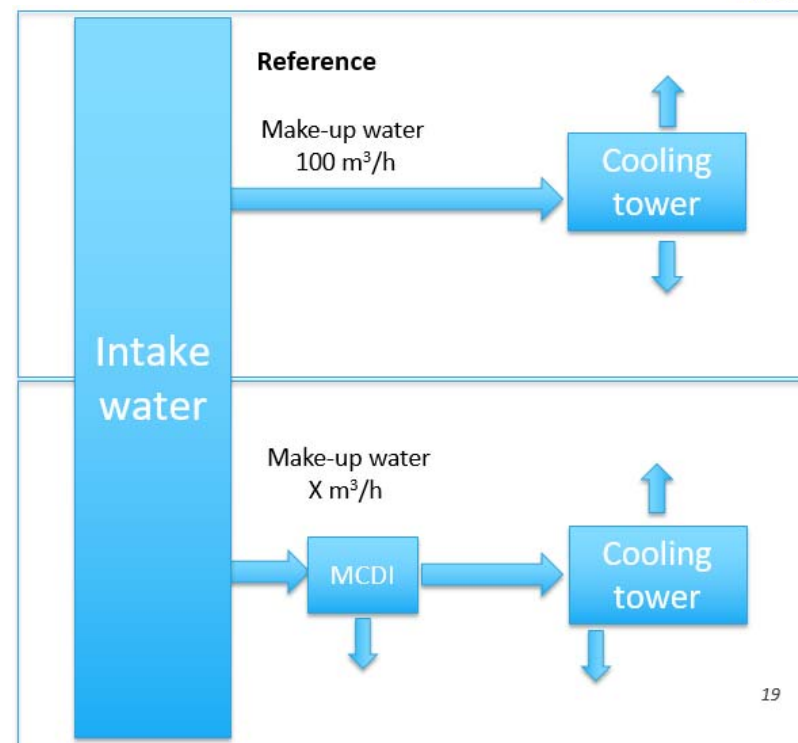 Reference
Make-up water
100 m³/h
Cooling
tower
Intake
water
Make-up water
X m³/h
MCDI
Cooling
tower
19